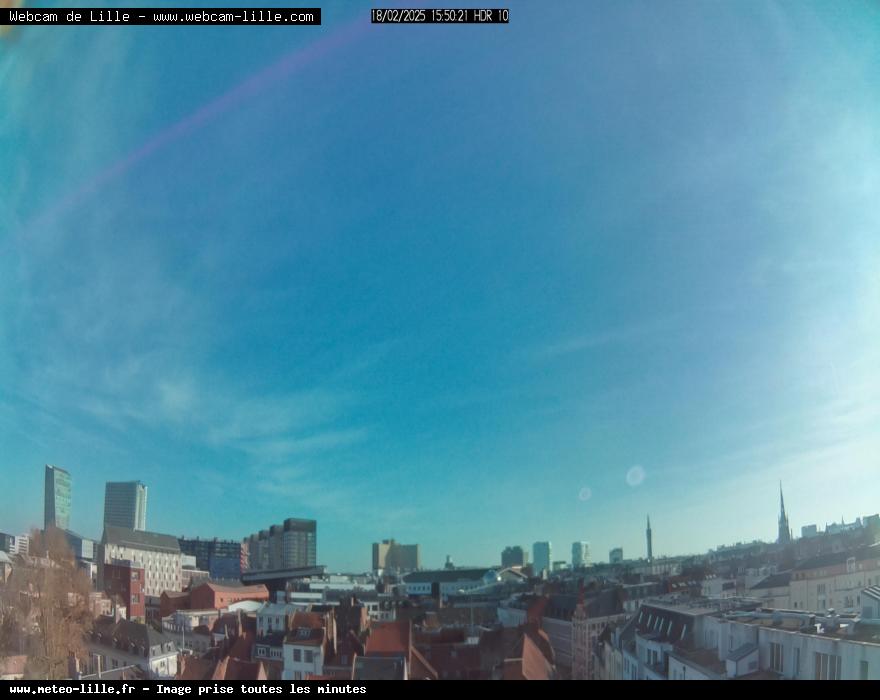 Webcam de Lille - www.webcam-lille.com
18/02/2025 15:50:21 HDR 10
www.meteo-lille.fr - Image prise toutes les minutes